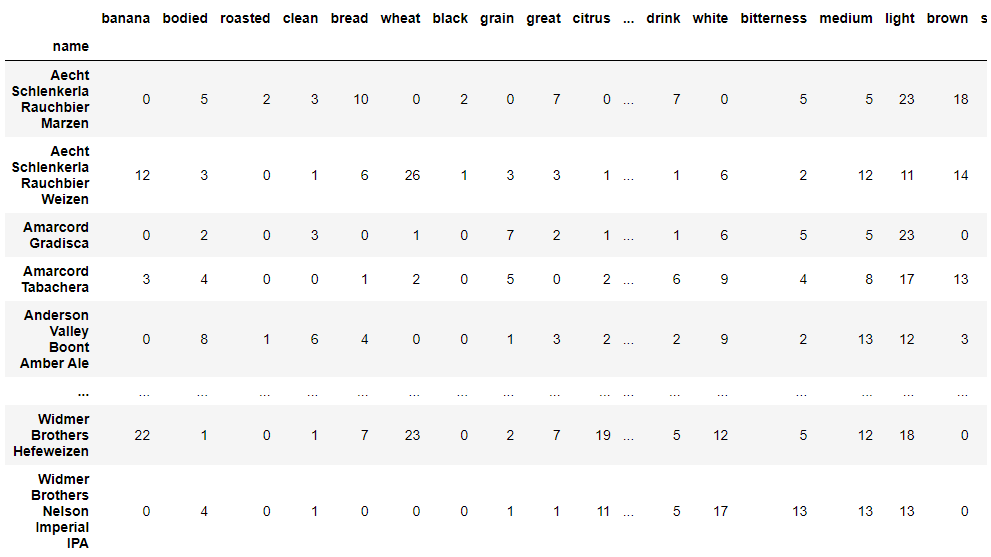 banana bodied roasted clean bread wheat black grain great citrus ... drink white bitterness medium light brown s
name
Aecht
Schlenkerla
Rauchbier
Marzen
0 5 2 3 10 0 2 0 7 0 ... 7 0 5 5 23 18
Aecht
Schlenkerla
Rauchbier
Weizen
12 3 0 1 6 26 1 3 3 1 ... 1 6 2 12 11 14
Amarcord
Gradisca
0 2 0 3 0 1 0 7 2 1 ... 1 6 5 5 23 0
Amarcord
Tabachera
3 4 0 0 1 2 0 5 0 2 ... 6 9 4 8 17 13
Anderson
Valley
Boont
Amber Ale
0 8 1 6 4 0 0 1 3 2 ... 2 9 2 13 12 3
... ... ... ... ... ... ... ... ... ... ... ... ... ... ... ... ... ...
Widmer
Brothers
Hefeweizen
22 1 0 1 7 23 0 2 7 19 ... 5 12 5 12 18 0
Widmer
Brothers
Nelson
Imperial
IPA
0 4 0 1 0 0 0 1 1 11 ... 5 17 13 13 13 0